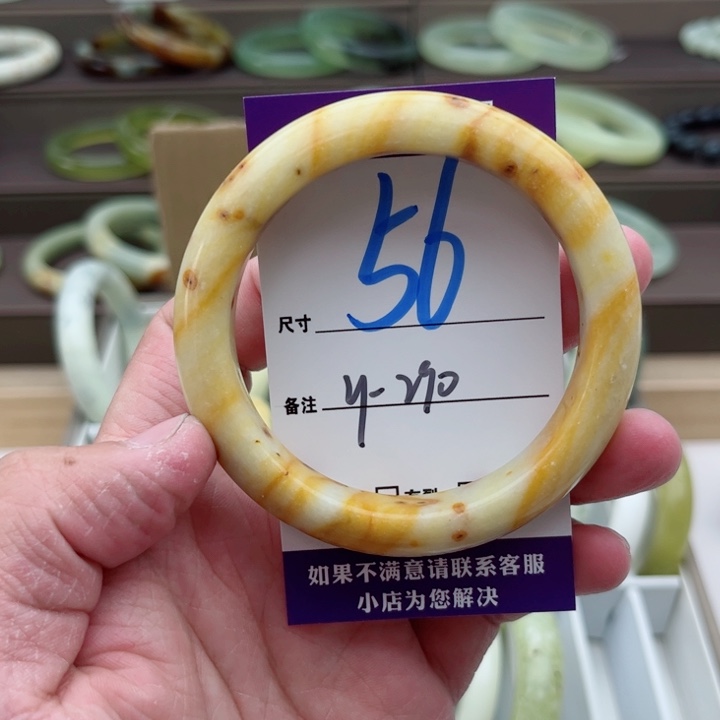 56
尺寸
备注 y-270
如果不满意请联系客服
小店为您解决